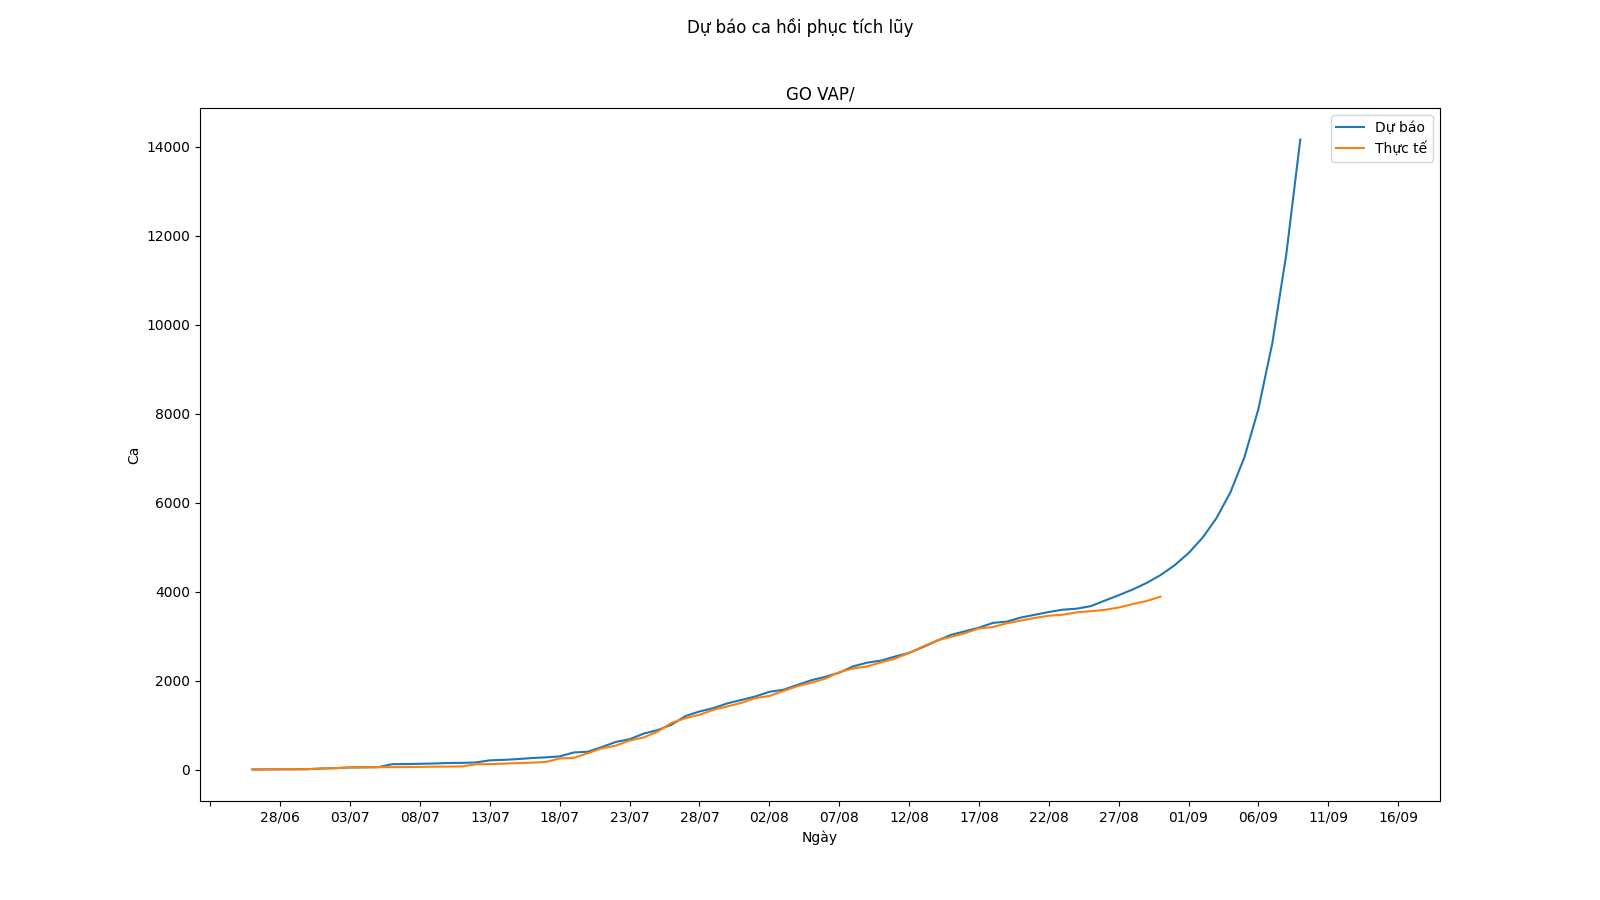 Dự báo ca hồi phục tích lũy
GO VAP/
Dự báo
Thực tế
14000
12000
10000
8000
6000
4000
2000
0
Ca
28/06 03/07 08/07 13/07 18/07 23/07 28/07 02/08 07/08 12/08 17/08 22/08 27/08 01/09 06/09 11/09 16/09
Ngày